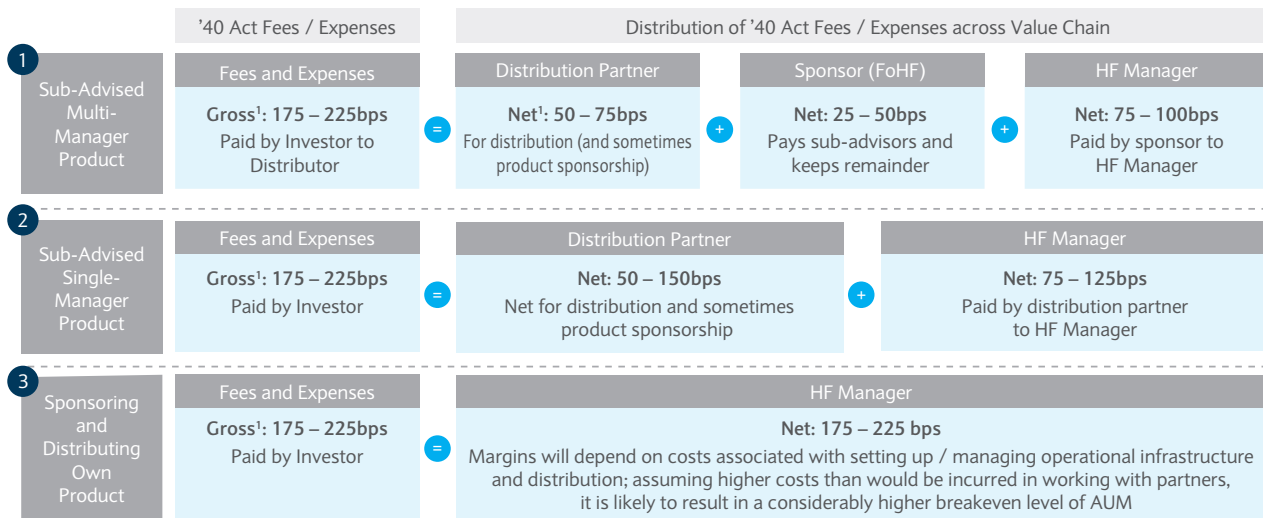 ’40 Act Fees / Expenses
Distribution of ’40 Act Fees / Expenses across Value Chain
1
Sub-Advised
Multi-
Manager
Product
Fees and Expenses
Gross¹: 175 – 225bps
Paid by Investor to
Distributor
=
Distribution Partner
Net¹: 50 – 75bps
For distribution (and sometimes
product sponsorship)
+
Sponsor (FoHF)
Net: 25 – 50bps
Pays sub-advisors and
keeps remainder
+
HF Manager
Net: 75 – 100bps
Paid by sponsor to
HF Manager
2
Sub-Advised
Single-
Manager
Product
Fees and Expenses
Gross¹: 175 – 225bps
Paid by Investor
=
Distribution Partner
Net: 50 – 150bps
Net for distribution and sometimes
product sponsorship
+
HF Manager
Net: 75 – 125bps
Paid by distribution partner
to HF Manager
3
Sponsoring
and
Distributing
Own
Product
Fees and Expenses
Gross¹: 175 – 225bps
Paid by Investor
=
HF Manager
Net: 175 – 225 bps
Margins will depend on costs associated with setting up / managing operational infrastructure
and distribution; assuming higher costs than would be incurred in working with partners,
it is likely to result in a considerably higher breakeven level of AUM